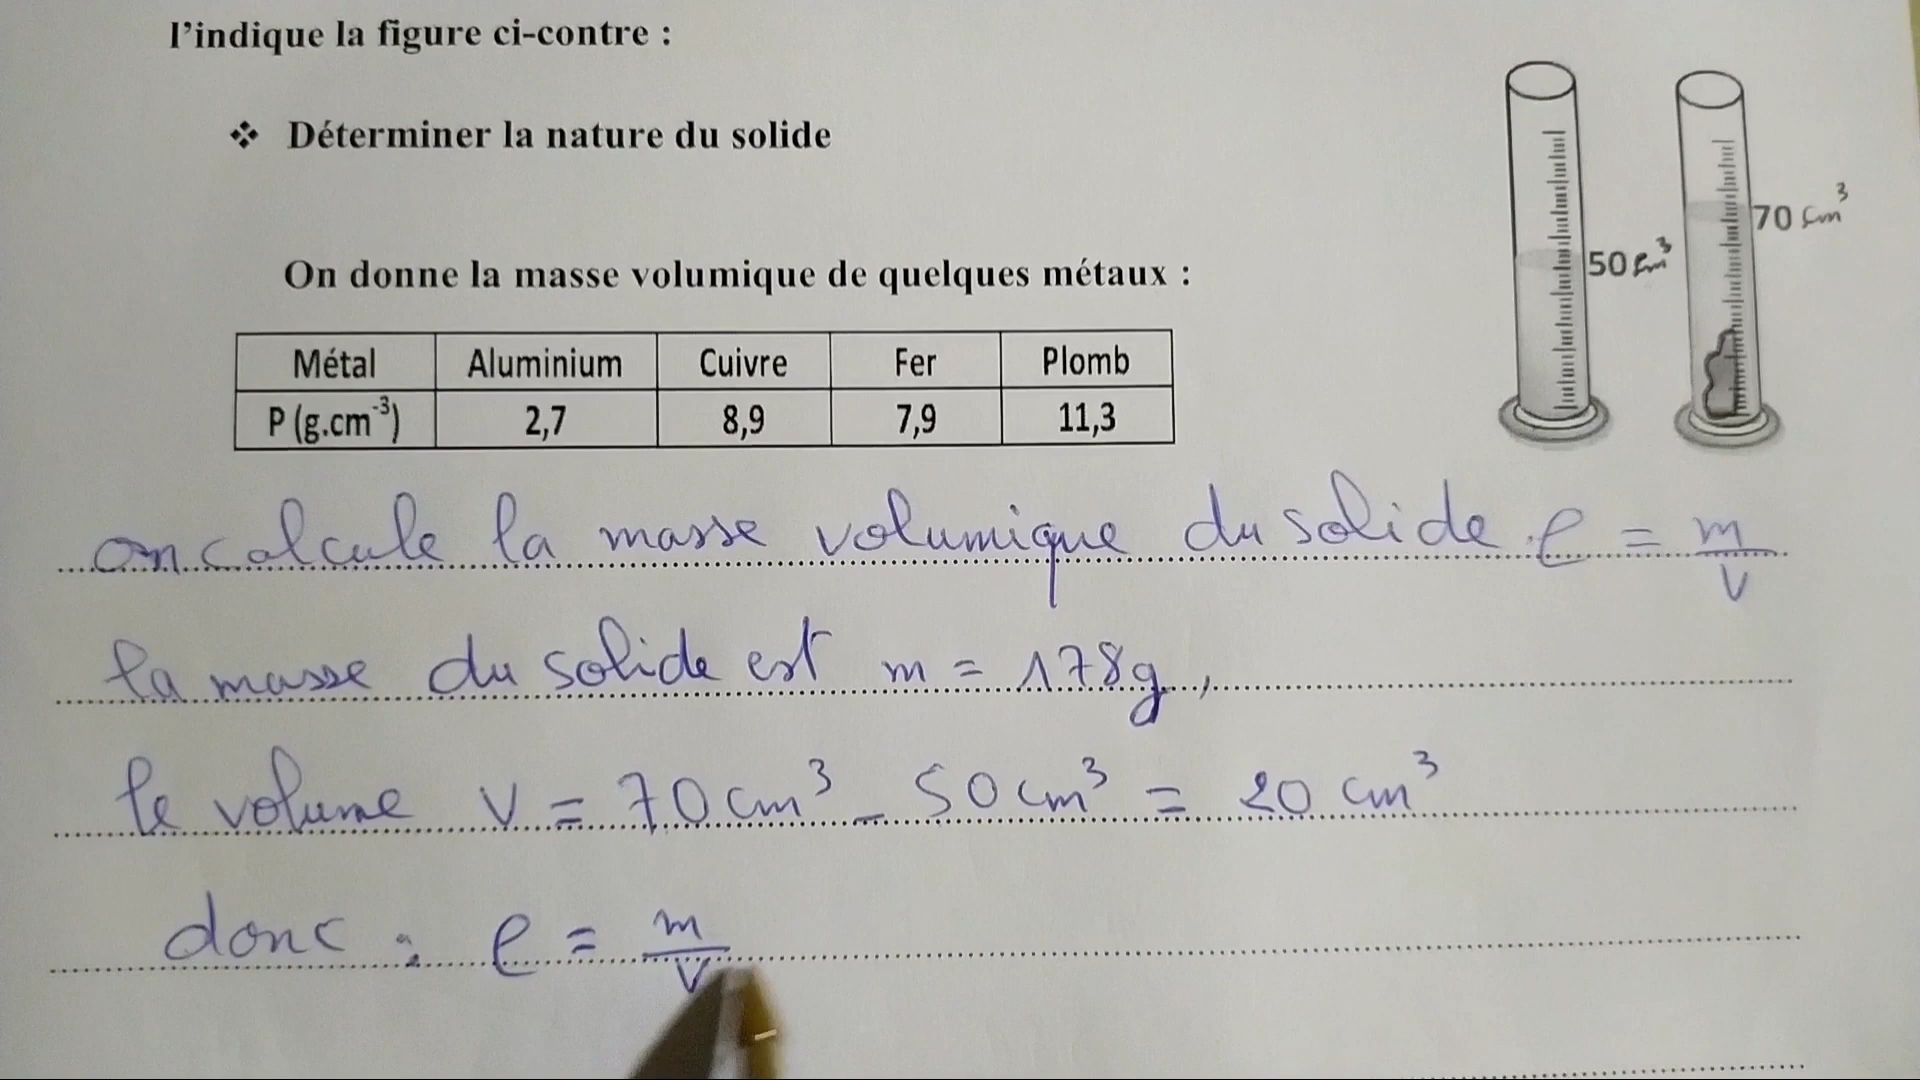 l'indique la figure ci-contre :
❖ Déterminer la nature du solide
On donne la masse volumique de quelques métaux :
Métal Aluminium Cuivre Fer Plomb
P (g.cm⁻³) 2,7 8,9 7,9 11,3
50 cm³
70 cm³
on calcule la masse volumique du solide ρ = m/V
la masse du solide est m = 178g,
le volume V = 70 cm³ - 50 cm³ = 20 cm³
donc : ρ = m/V